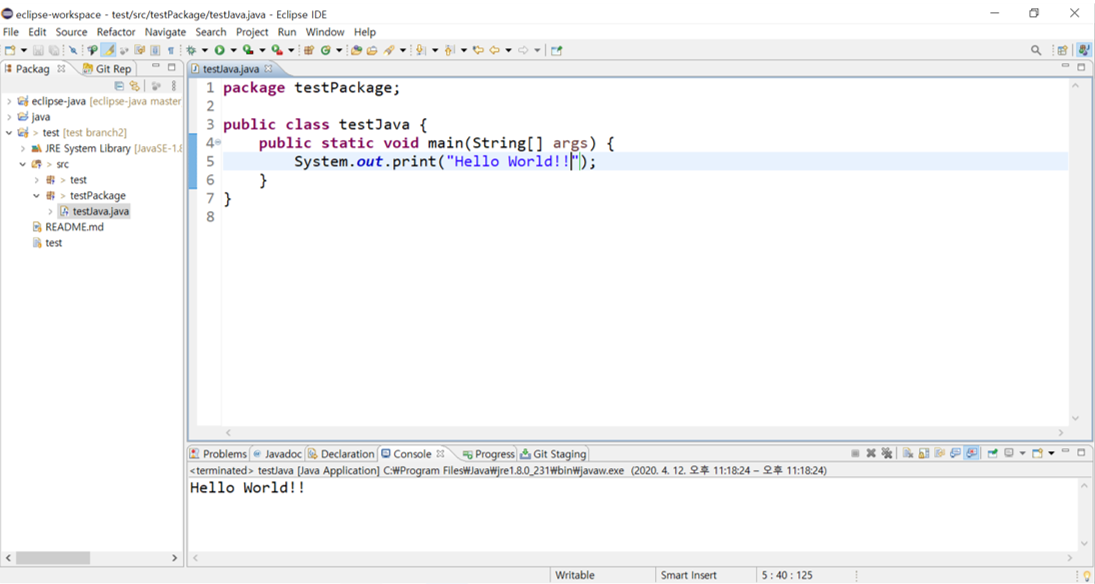 eclipse-workspace - test/src/testPackage/testJava.java - Eclipse IDE
File Edit Source Refactor Navigate Search Project Run Window Help
Packag Git Rep
eclipse-java [eclipse-java master
java
> test [test branch2]
JRE System Library [JavaSE-1.8
> src
> test
> testPackage
testJava.java
README.md
test
testJava.java
1 package testPackage;
2
3 public class testJava {
4 public static void main(String[] args) {
5 System.out.print("Hello World!!");
6 }
7 }
8
Problems Javadoc Declaration Console Progress Git Staging
<terminated> testJava [Java Application] C:₩Program Files₩Java₩jre1.8.0_231₩bin₩javaw.exe (2020. 4. 12. 오후 11:18:24 – 오후 11:18:24)
Hello World!!
Writable Smart Insert 5 : 40 : 125